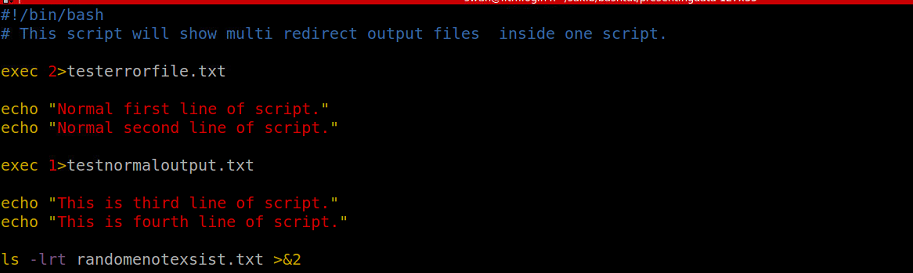 #!/bin/bash
# This script will show multi redirect output files  inside one script.
exec 2>testerrorfile.txt
echo "Normal first line of script."
echo "Normal second line of script."
exec 1>testnormaloutput.txt
echo "This is third line of script."
echo "This is fourth line of script."
ls -lrt randomenotexsist.txt >&2